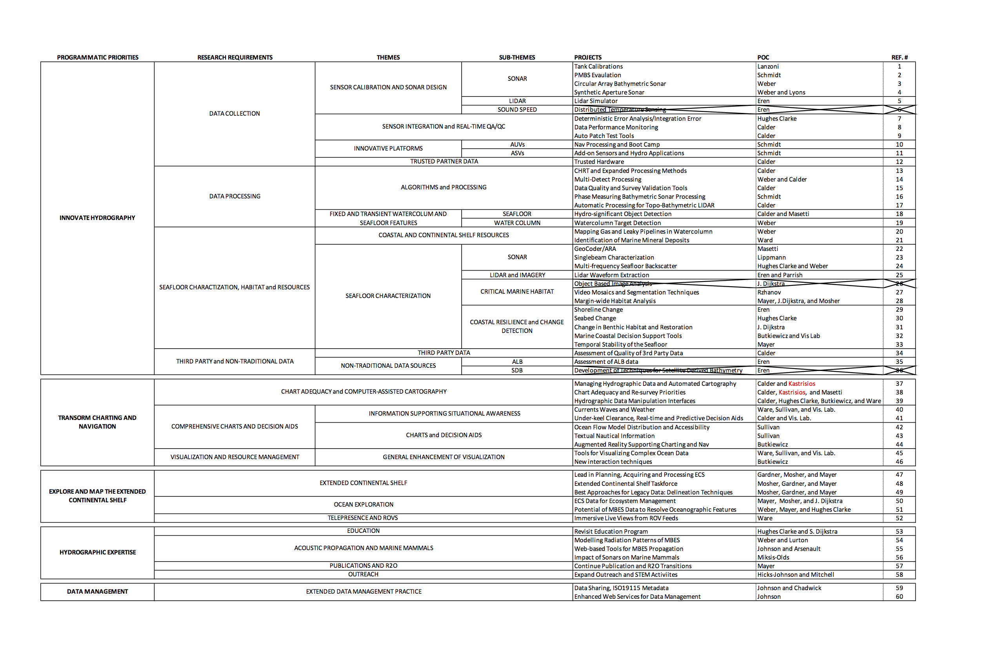 PROGRAMMATIC PRIORITIES RESEARCH REQUIREMENTS THEMES SUB-THEMES PROJECTS POC REF. #
INNOVATE HYDROGRAPHY
DATA COLLECTION
SENSOR CALIBRATION AND SONAR DESIGN
SONAR
Tank Calibrations Lanzoni 1
PMBS Evaulation Schmidt 2
Circular Array Bathymetric Sonar Weber 3
Synthetic Aperture Sonar Weber and Lyons 4
LIDAR Lidar Simulator Eren 5
SOUND SPEED Distributed Temperature Sensing Eren 6
SENSOR INTEGRATION and REAL-TIME QA/QC
Deterministic Error Analysis/Integration Error Hughes Clarke 7
Data Performance Monitoring Calder 8
Auto Patch Test Tools Calder 9
INNOVATIVE PLATFORMS
AUVs Nav Processing and Boot Camp Schmidt 10
ASVs Add-on Sensors and Hydro Applications Schmidt 11
TRUSTED PARTNER DATA Trusted Hardware Calder 12
DATA PROCESSING
ALGORITHMS and PROCESSING
CHRT and Expanded Processing Methods Calder 13
Multi-Detect Processing Weber and Calder 14
Data Quality and Survey Validation Tools Calder 15
Phase Measuring Bathymetric Sonar Processing Schmidt 16
Automatic Processing for Topo-Bathymetric LIDAR Calder 17
FIXED AND TRANSIENT WATERCOLUM AND
SEAFLOOR FEATURES
SEAFLOOR Hydro-significant Object Detection Calder and Masetti 18
WATER COLUMN Watercolumn Target Detection Weber 19
SEAFLOOR CHARACTIZATION, HABITAT and RESOURCES
COASTAL AND CONTINENTAL SHELF RESOURCES
Mapping Gas and Leaky Pipelines in Watercolumn Weber 20
Identification of Marine Mineral Deposits Ward 21
SEAFLOOR CHARACTERIZATION
SONAR
GeoCoder/ARA Masetti 22
Singlebeam Characterization Lippmann 23
Multi-frequency Seafloor Backscatter Hughes Clarke and Weber 24
LIDAR and IMAGERY Lidar Waveform Extraction Eren and Parrish 25
CRITICAL MARINE HABITAT
Object Based Image Analysis J. Dijkstra 26
Video Mosaics and Segmentation Techniques Rzhanov 27
Margin-wide Habitat Analysis Mayer, J.Dijkstra, and Mosher 28
COASTAL RESILIENCE and CHANGE
DETECTION
Shoreline Change Eren 29
Seabed Change Hughes Clarke 30
Change in Benthic Habitat and Restoration J. Dijkstra 31
Marine Coastal Decision Support Tools Butkiewicz and Vis Lab 32
Temporal Stability of the Seafloor Mayer 33
THIRD PARTY and NON-TRADITIONAL DATA
THIRD PARTY DATA Assessment of Quality of 3rd Party Data Calder 34
NON-TRADITIONAL DATA SOURCES
ALB Assessment of ALB data Eren 35
SDB Development of Techniques for Satellite Derived Bathymetry Eren 36
TRANSORM CHARTING AND
NAVIGATION
CHART ADEQUACY and COMPUTER-ASSISTED CARTOGRAPHY
Managing Hydrographic Data and Automated Cartography Calder and Kastrisios 37
Chart Adequacy and Re-survey Priorities Calder, Kastrisios, and Masetti 38
Hydrographic Data Manipulation Interfaces Calder, Hughes Clarke, Butkiewicz, and Ware 39
COMPREHENSIVE CHARTS AND DECISION AIDS
INFORMATION SUPPORTING SITUATIONAL AWARENESS
Currents Waves and Weather Ware, Sullivan, and Vis. Lab. 40
Under-keel Clearance, Real-time and Predictive Decision Aids Calder and Vis. Lab. 41
CHARTS and DECISION AIDS
Ocean Flow Model Distribution and Accessibility Sullivan 42
Textual Nautical Information Sullivan 43
Augmented Reality Supporting Charting and Nav Butkiewicz 44
VISUALIZATION AND RESOURCE MANAGEMENT GENERAL ENHANCEMENT OF VISUALIZATION
Tools for Visualizing Complex Ocean Data Ware, Sullivan, and Vis. Lab. 45
New interaction techniques Butkiewicz 46
EXPLORE AND MAP THE EXTENDED
CONTINENTAL SHELF
EXTENDED CONTINENTAL SHELF
Lead in Planning, Acquiring and Processing ECS Gardner, Mosher, and Mayer 47
Extended Continental Shelf Taskforce Mosher, Gardner, and Mayer 48
Best Approaches for Legacy Data: Delineation Techniques Mosher, Gardner, and Mayer 49
OCEAN EXPLORATION
ECS Data for Ecosystem Management Mayer, Mosher, and J. Dijkstra 50
Potential of MBES Data to Resolve Oceanographic Features Weber, Mayer, and Hughes Clarke 51
TELEPRESENCE AND ROVS Immersive Live Views from ROV Feeds Ware 52
HYDROGRAPHIC EXPERTISE
EDUCATION Revisit Education Program Hughes Clarke and S. Dijkstra 53
ACOUSTIC PROPAGATION AND MARINE MAMMALS
Modelling Radiation Patterns of MBES Weber and Lurton 54
Web-based Tools for MBES Propagation Johnson and Arsenault 55
Impact of Sonars on Marine Mammals Miksis-Olds 56
PUBLICATIONS AND R2O Continue Publication and R2O Transitions Mayer 57
OUTREACH Expand Outreach and STEM Activiites Hicks-Johnson and Mitchell 58
DATA MANAGEMENT
EXTENDED DATA MANAGEMENT PRACTICE
Data Sharing, ISO19115 Metadata Johnson and Chadwick 59
Enhanced Web Services for Data Management Johnson 60